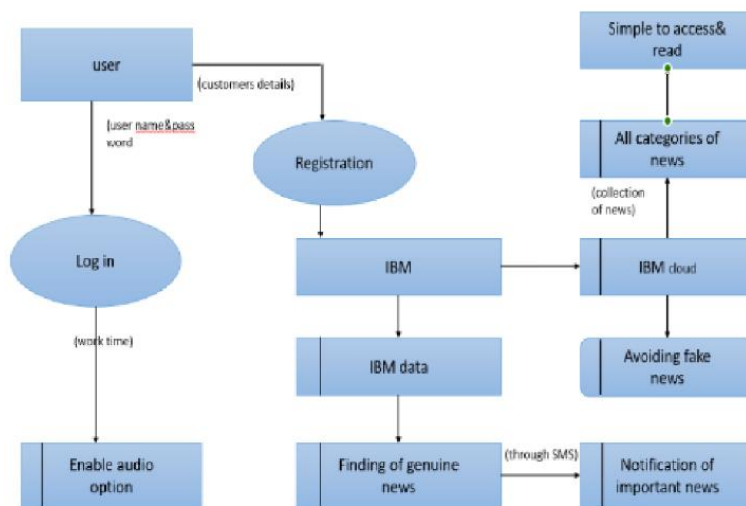 Simple to access&
read
user
(customers details)
(user name&pass
word
All categories of
news
Registration
(collection
of news)
Log in
IBM
IBM cloud
(work time)
IBM data
Avoiding fake
news
Enable audio
option
Finding of genuine
news
(through SMS)
Notification of
important news